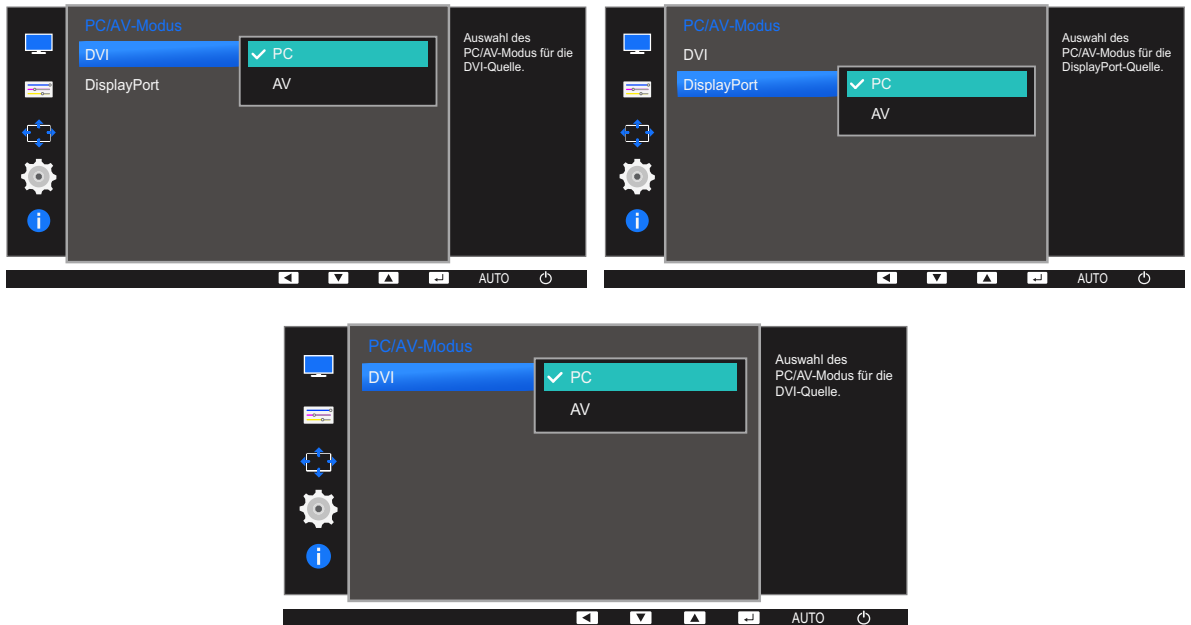 PC/AV-Modus
DVI
PC
DisplayPort
AV
Auswahl des
PC/AV-Modus für die
DVI-Quelle.
AUTO
PC/AV-Modus
DVI
DisplayPort
PC
AV
Auswahl des
PC/AV-Modus für die
DisplayPort-Quelle.
AUTO
PC/AV-Modus
DVI
PC
AV
Auswahl des
PC/AV-Modus für die
DVI-Quelle.
AUTO